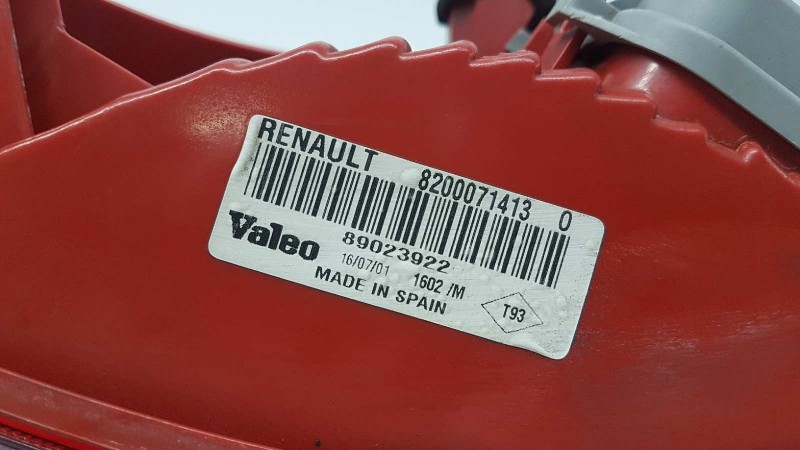 RENAULT 8200071413 0
Valeo 89023922
16/07/01 1602 /M
MADE IN SPAIN
T93